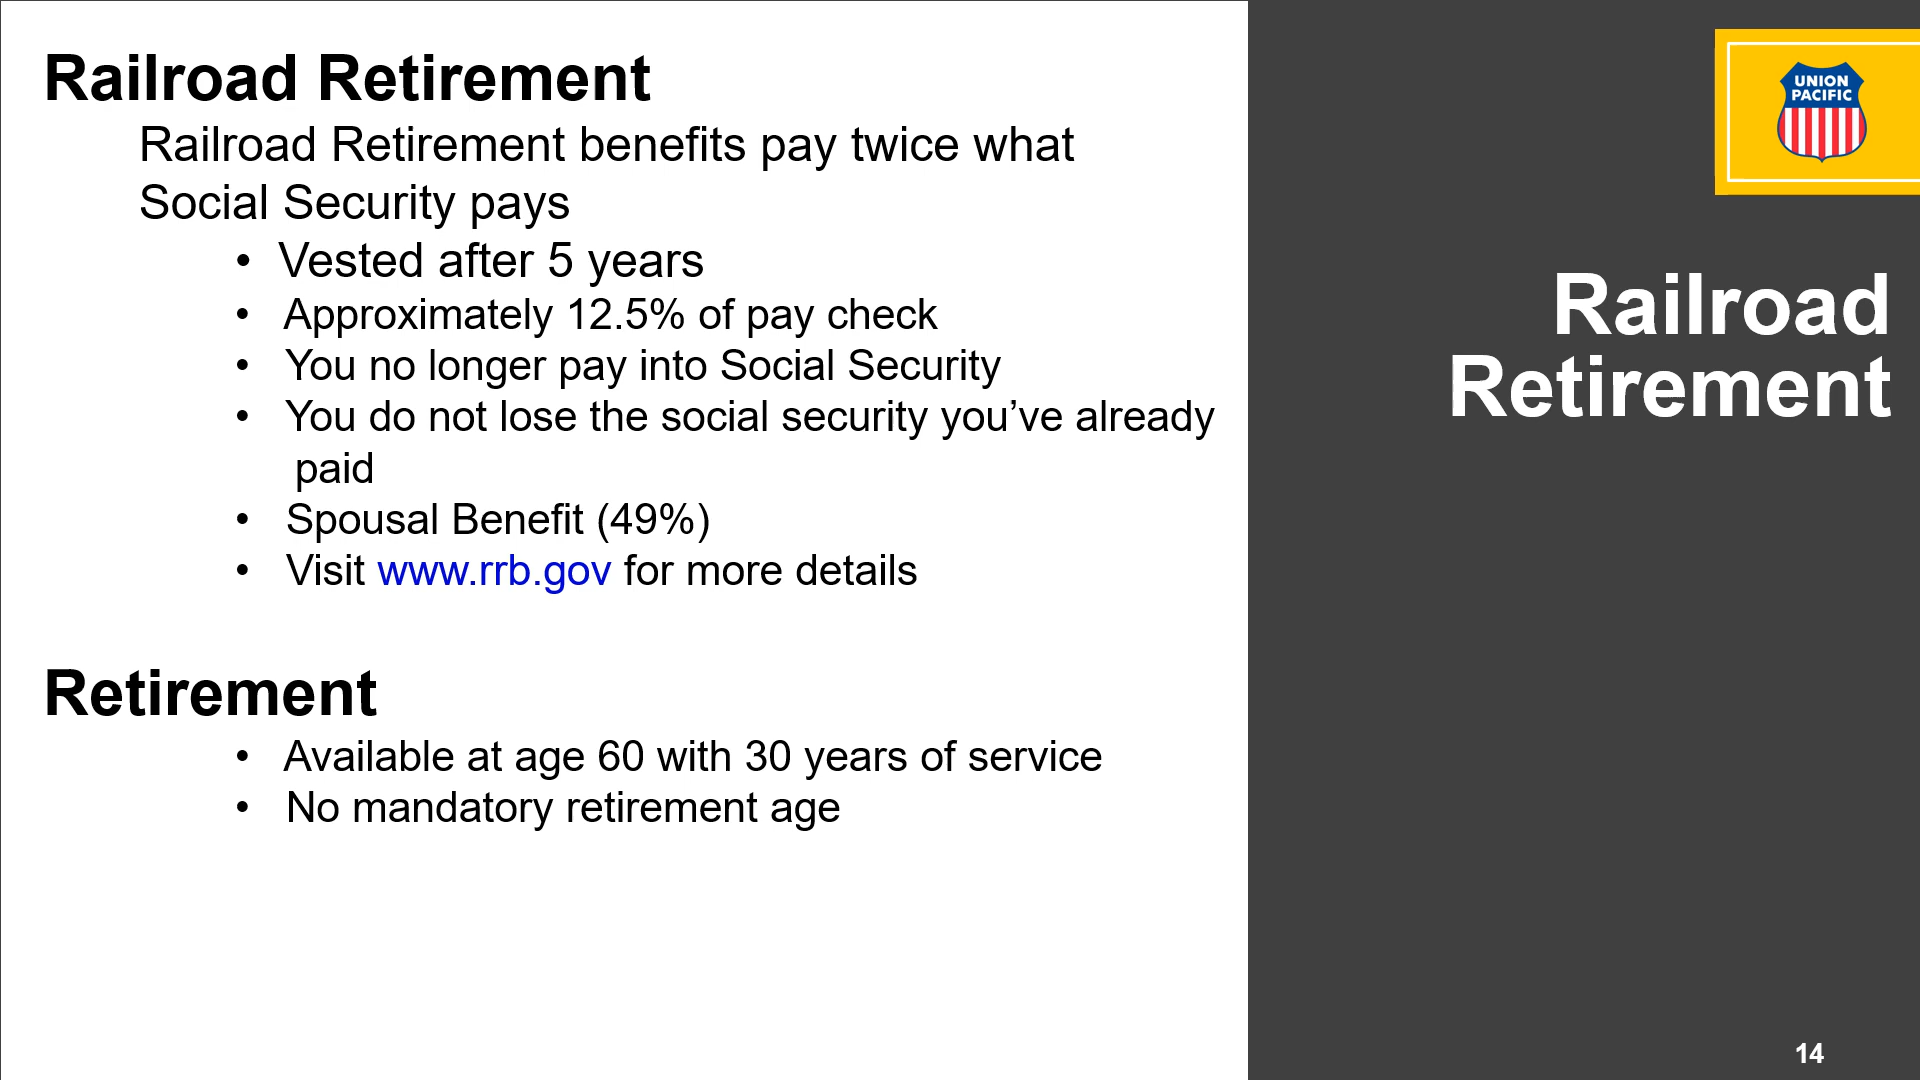 Railroad Retirement
Railroad Retirement benefits pay twice what
Social Security pays
• Vested after 5 years
• Approximately 12.5% of pay check
• You no longer pay into Social Security
• You do not lose the social security you’ve already
paid
• Spousal Benefit (49%)
• Visit www.rrb.gov for more details
Retirement
• Available at age 60 with 30 years of service
• No mandatory retirement age
UNION
PACIFIC
Railroad
Retirement
14